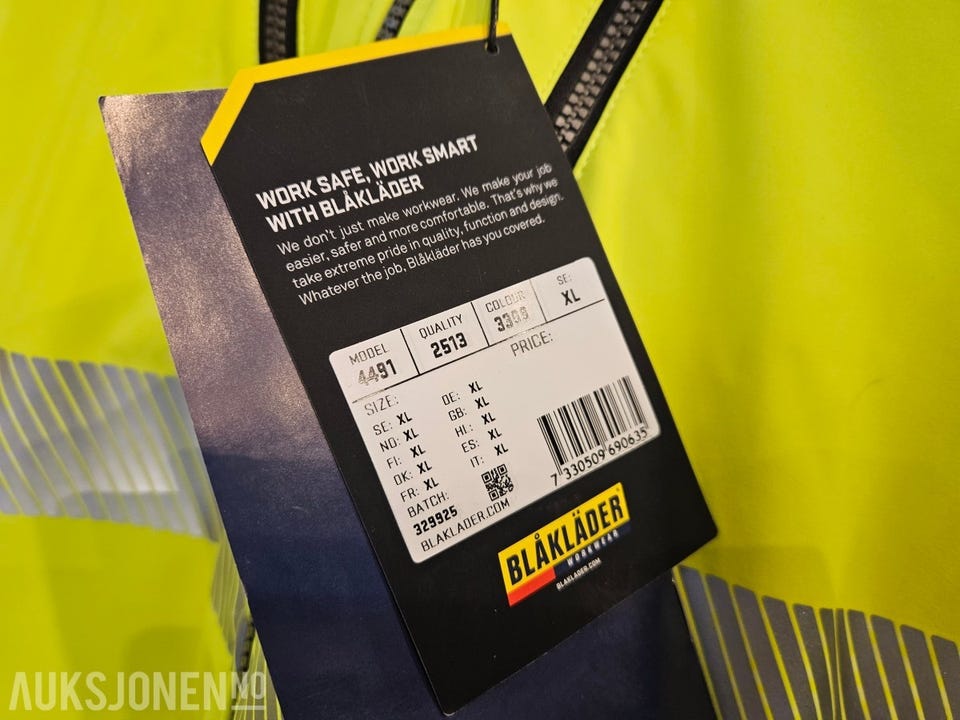 WORK SAFE, WORK SMART
WITH BLÅKLÄDER
We don't just make workwear. We make your job
easier, safer and more comfortable. That's why we
take extreme pride in quality, function and design.
Whatever the job, Blåkläder has you covered.
MODEL QUALITY COLOUR SE:
4491 2513 3399 XL
SIZE: PRICE:
SE: XL DE: XL
NO: XL GB: XL
FI: XL NL: XL
DK: XL ES: XL
FR: XL IT: XL
BATCH:
329925
BLAKLADER.COM
7 330509 690635
BLÅKLÄDER
WORKWEAR
BLAKLADER.COM
AUKSJONEN NO